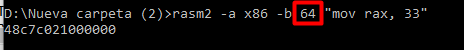 D:\Nueva carpeta (2)>rasm2 -a x86 -b 64 "mov rax, 33"
48c7c021000000